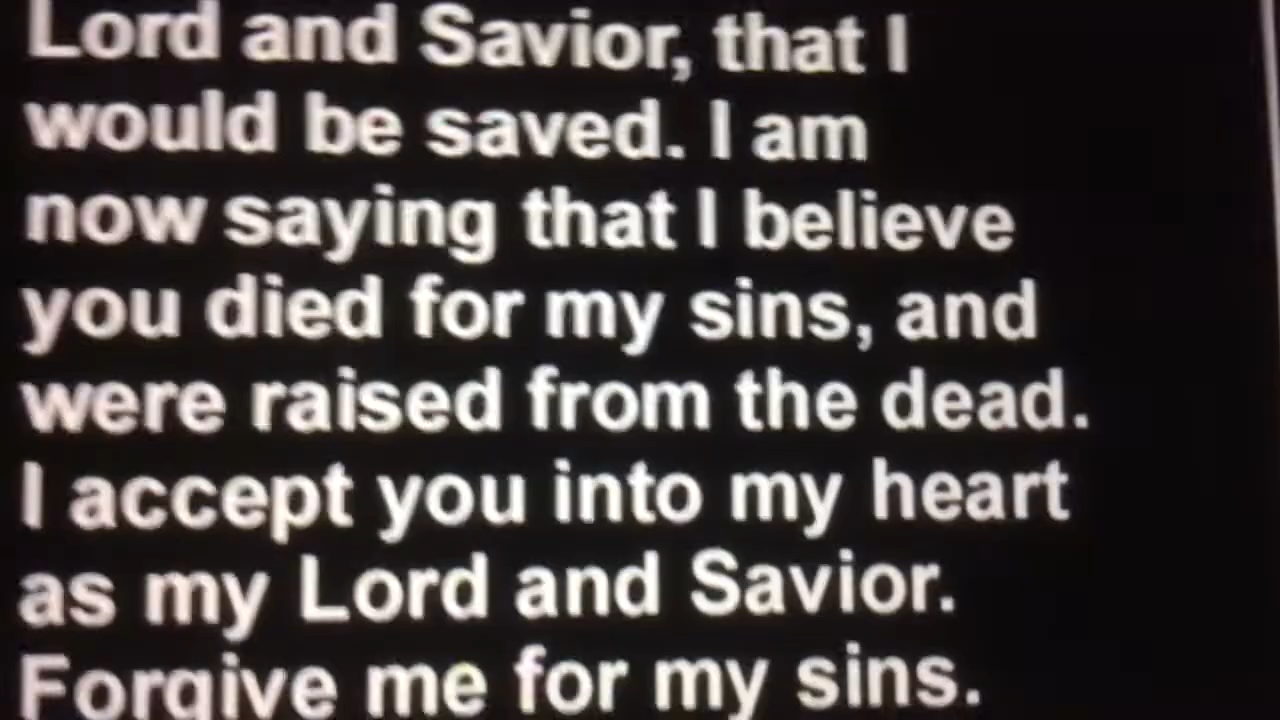 Lord and Savior, that I
would be saved. I am
now saying that I believe
you died for my sins, and
were raised from the dead.
I accept you into my heart
as my Lord and Savior.
Forgive me for my sins.